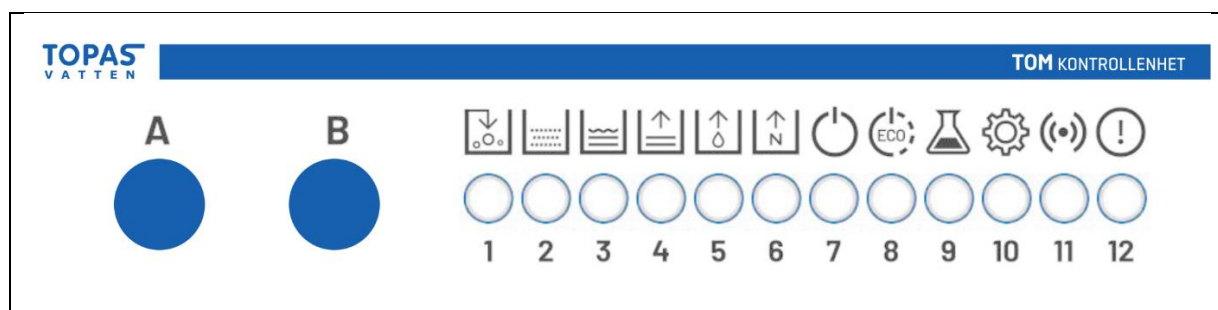 TOPAS
VATTEN
TOM KONTROLLENHET
A B
N ECO !
1 2 3 4 5 6 7 8 9 10 11 12